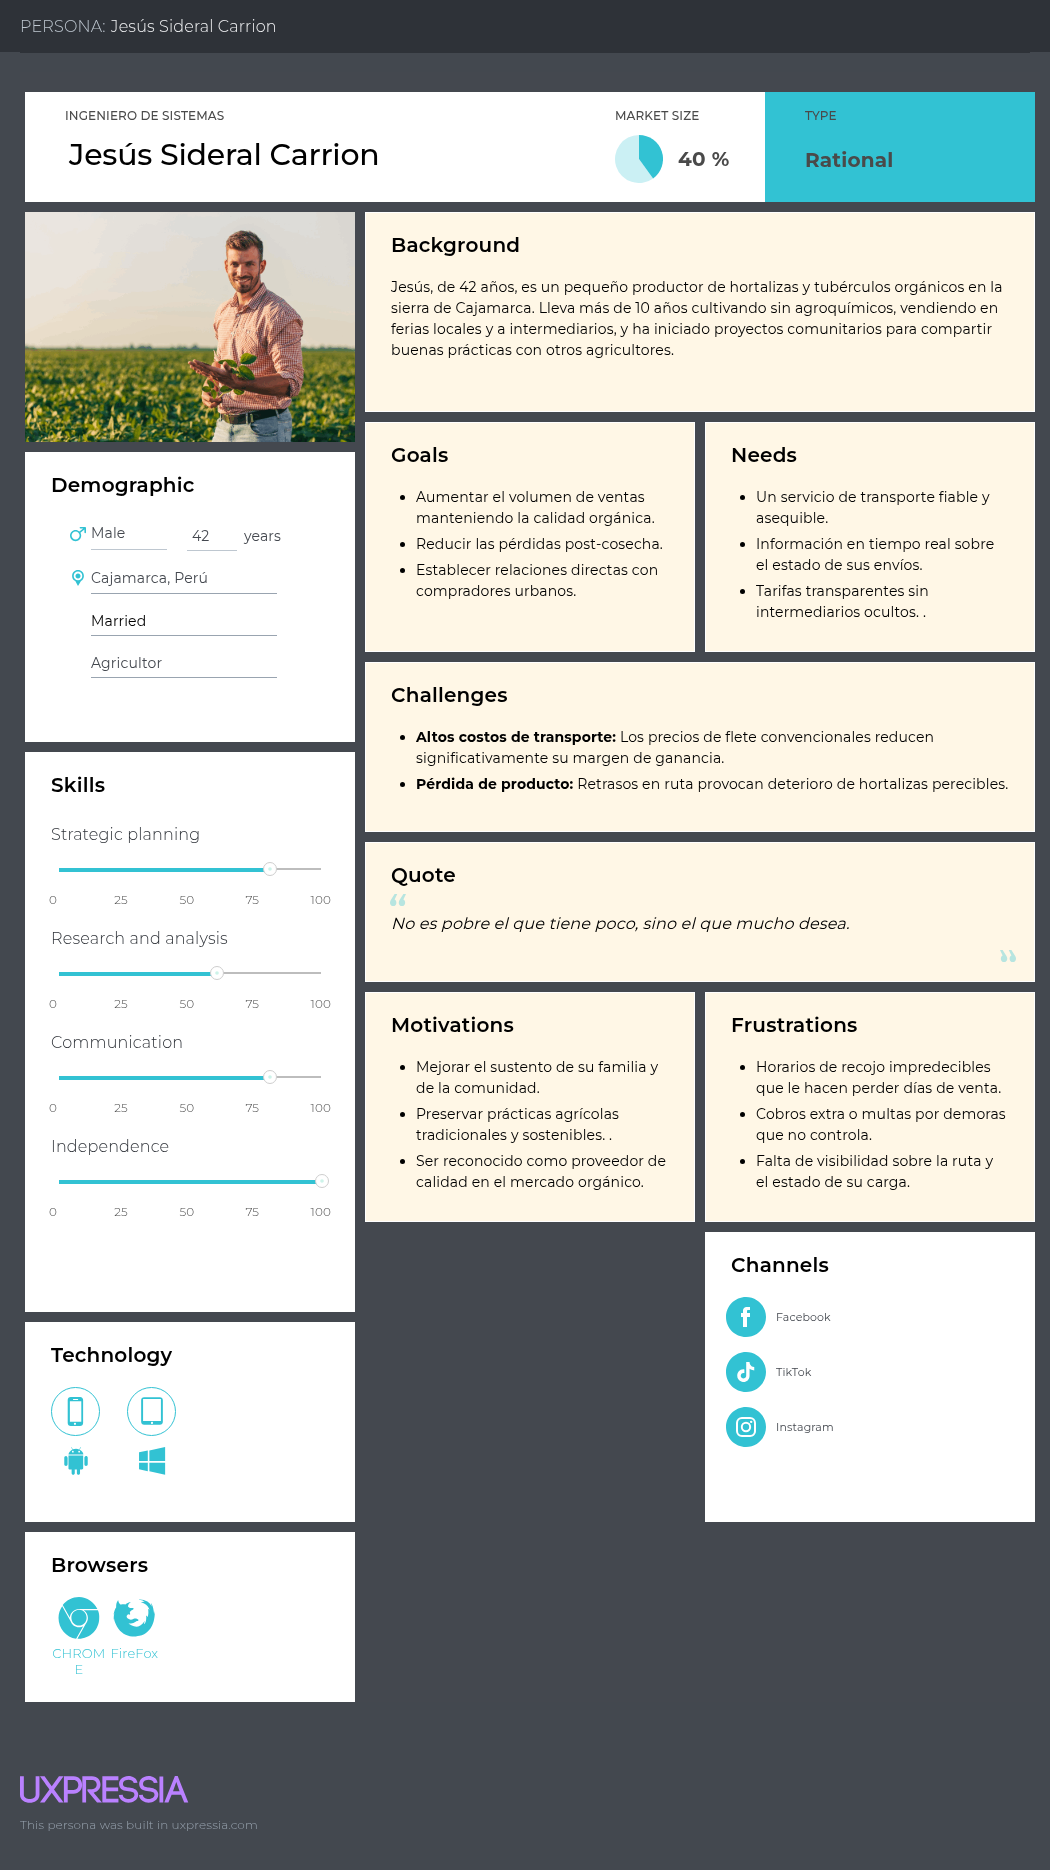 PERSONA: Jesús Sideral Carrion
INGENIERO DE SISTEMAS
Jesús Sideral Carrion
MARKET SIZE
40 %
TYPE
Rational
Background
Jesús, de 42 años, es un pequeño productor de hortalizas y tubérculos orgánicos en la
sierra de Cajamarca. Lleva más de 10 años cultivando sin agroquímicos, vendiendo en
ferias locales y a intermediarios, y ha iniciado proyectos comunitarios para compartir
buenas prácticas con otros agricultores.
Demographic
Male 42 years
Cajamarca, Perú
Married
Agricultor
Goals
Aumentar el volumen de ventas
manteniendo la calidad orgánica.
Reducir las pérdidas post-cosecha.
Establecer relaciones directas con
compradores urbanos.
Needs
Un servicio de transporte fiable y
asequible.
Información en tiempo real sobre
el estado de sus envíos.
Tarifas transparentes sin
intermediarios ocultos. .
Challenges
Altos costos de transporte: Los precios de flete convencionales reducen
significativamente su margen de ganancia.
Pérdida de producto: Retrasos en ruta provocan deterioro de hortalizas perecibles.
Skills
Strategic planning
0 25 50 75 100
Research and analysis
0 25 50 75 100
Communication
0 25 50 75 100
Independence
0 25 50 75 100
Quote
“
No es pobre el que tiene poco, sino el que mucho desea.
”
Motivations
Mejorar el sustento de su familia y
de la comunidad.
Preservar prácticas agrícolas
tradicionales y sostenibles. .
Ser reconocido como proveedor de
calidad en el mercado orgánico.
Frustrations
Horarios de recojo impredecibles
que le hacen perder días de venta.
Cobros extra o multas por demoras
que no controla.
Falta de visibilidad sobre la ruta y
el estado de su carga.
Channels
Facebook
TikTok
Instagram
Technology
Browsers
CHROM
E
FireFox
UXPRESSIA
This persona was built in uxpressia.com